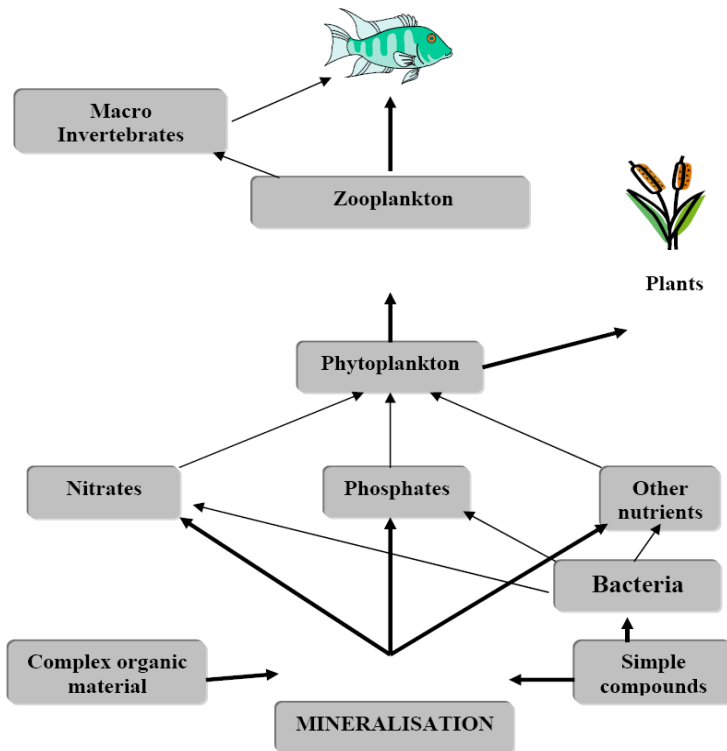 Macro
Invertebrates
Zooplankton
Plants
Phytoplankton
Nitrates
Phosphates
Other
nutrients
Bacteria
Complex organic
material
Simple
compounds
MINERALISATION